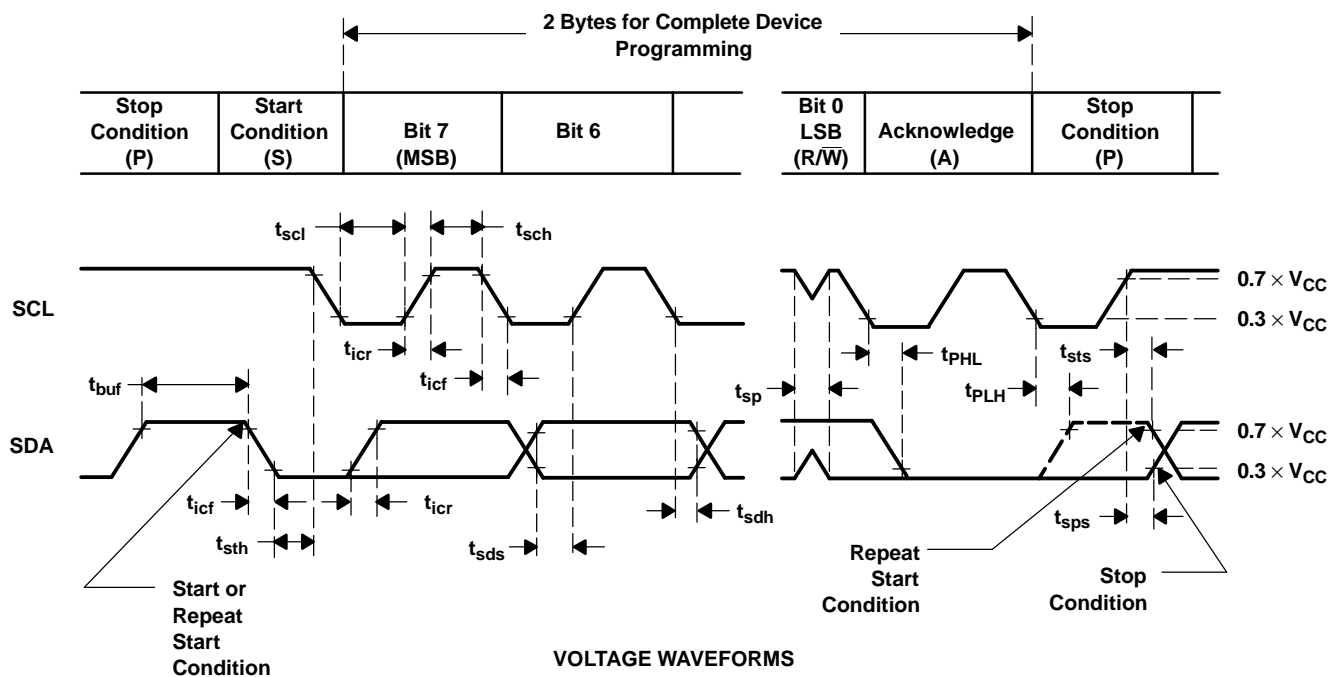 2 Bytes for Complete Device
Programming
Stop
Condition
(P)
Start
Condition
(S)
Bit 7
(MSB)
Bit 6
Bit 0
LSB
(R/W̅)
Acknowledge
(A)
Stop
Condition
(P)
tscl
tsch
0.7 × VCC
SCL
0.3 × VCC
ticr
tPHL
tsts
ticf
tbuf
tsp
tPLH
SDA
0.7 × VCC
0.3 × VCC
ticf
ticr
tsdh
tsps
tsth
tsds
Repeat
Start
Condition
Stop
Condition
Start or
Repeat
Start
Condition
VOLTAGE WAVEFORMS